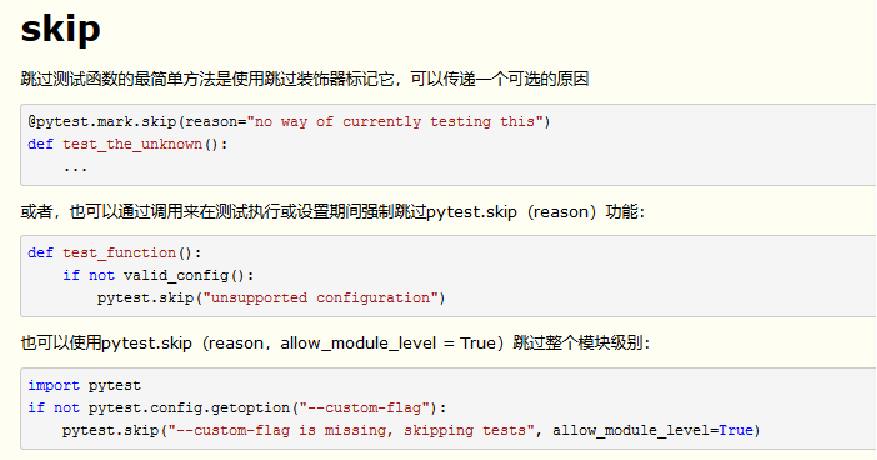 skip
跳过测试函数的最简单方法是使用跳过装饰器标记它，可以传递一个可选的原因
@pytest.mark.skip(reason="no way of currently testing this")
def test_the_unknown():
    ...
或者，也可以通过调用来在测试执行或设置期间强制跳过pytest.skip（reason）功能：
def test_function():
    if not valid_config():
        pytest.skip("unsupported configuration")
也可以使用pytest.skip（reason，allow_module_level = True）跳过整个模块级别：
import pytest
if not pytest.config.getoption("--custom-flag"):
    pytest.skip("--custom-flag is missing, skipping tests", allow_module_level=True)